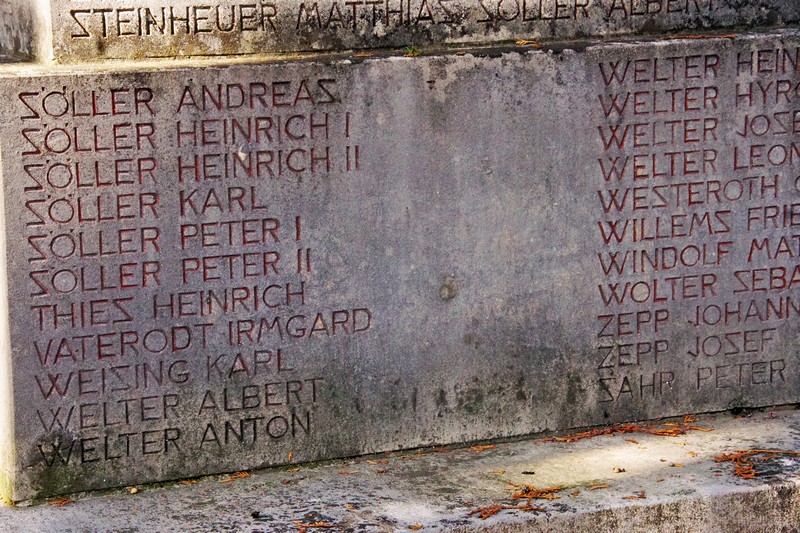 STEINHEUER MATTHIAS SÖLLER ALBERT
SÖLLER ANDREAS
SÖLLER HEINRICH I
SÖLLER HEINRICH II
SÖLLER KARL
SÖLLER PETER I
SÖLLER PETER II
THIES HEINRICH
VATERODT IRMGARD
WEIZING KARL
WELTER ALBERT
WELTER ANTON
WELTER
WELTER
WELTER
WELTER
WESTEROTH
WILLEMS
WINDOLF
WOLTER
ZEPP
ZEPP JOSEF
SAHR PETER